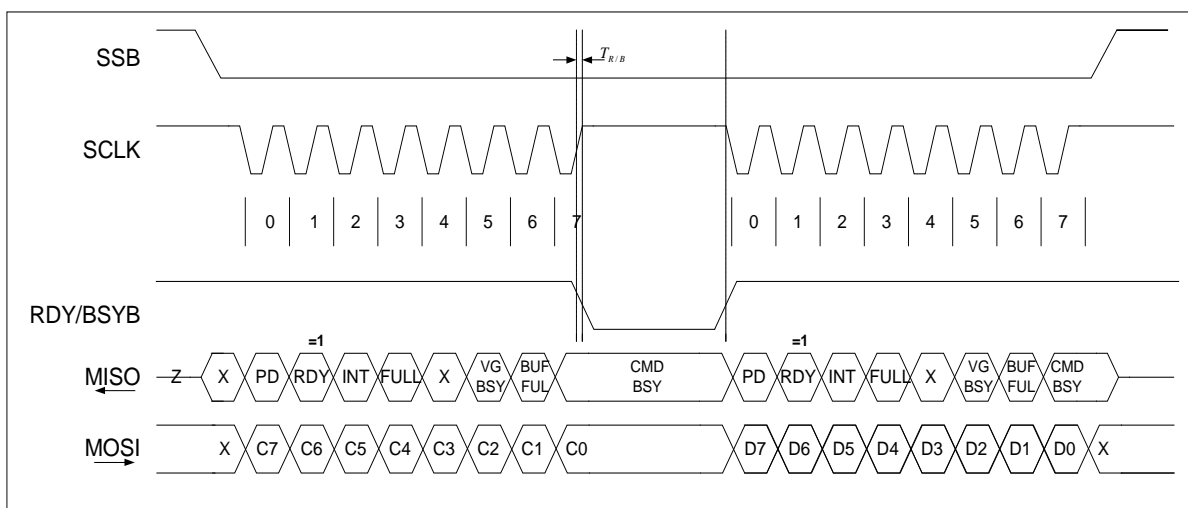 SSB
T R/B
SCLK
0 1 2 3 4 5 6 7 0 1 2 3 4 5 6 7
RDY/BSYB
=1 =1
MISO Z X PD RDY INT FULL X VG BSY BUF FUL CMD BSY PD RDY INT FULL X VG BSY BUF FUL CMD BSY
MOSI X C7 C6 C5 C4 C3 C2 C1 C0 D7 D6 D5 D4 D3 D2 D1 D0 X